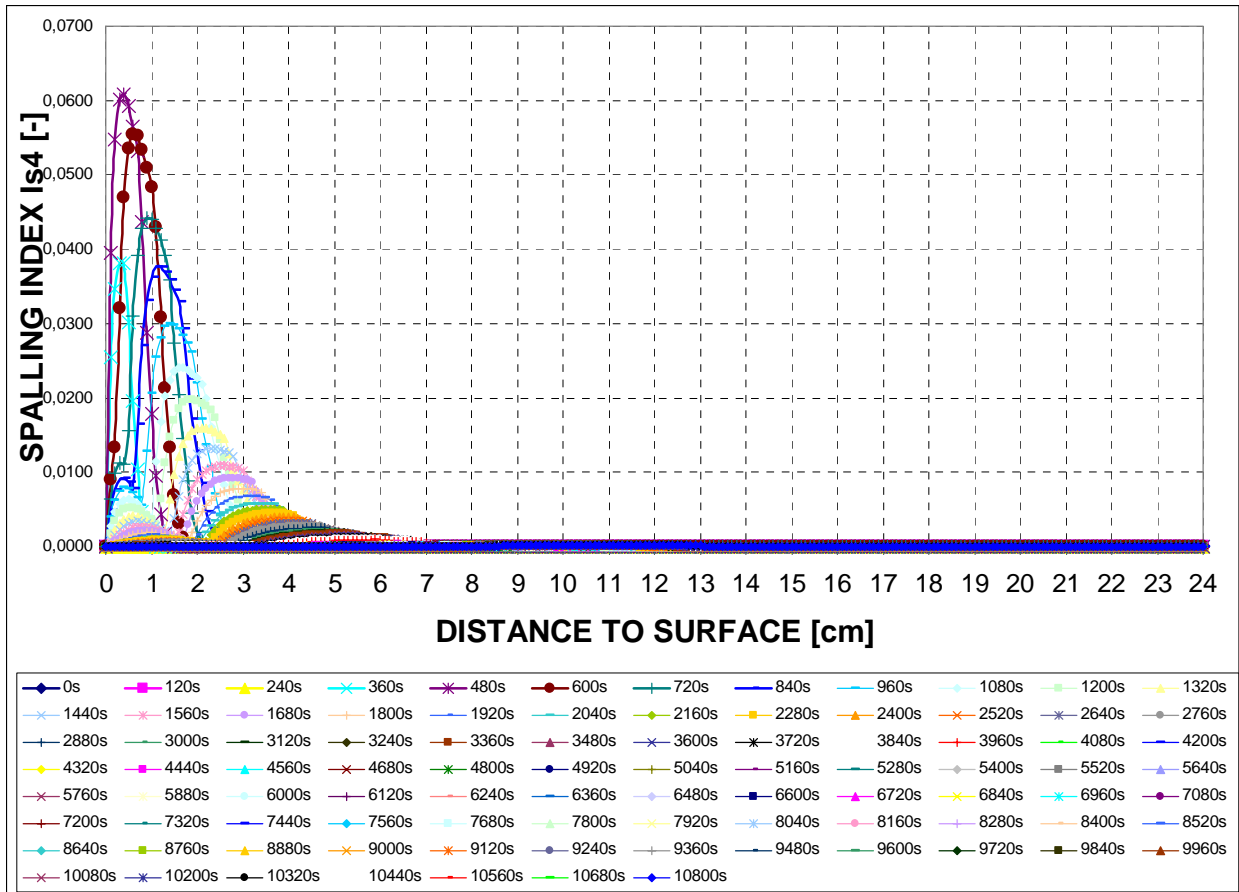 0,0700
0,0600
0,0500
0,0400
0,0300
0,0200
0,0100
0,0000
SPALLING INDEX Is4 [-]
0 1 2 3 4 5 6 7 8 9 10 11 12 13 14 15 16 17 18 19 20 21 22 23 24
DISTANCE TO SURFACE [cm]
0s 120s 240s 360s 480s 600s 720s 840s 960s 1080s 1200s 1320s
1440s 1560s 1680s 1800s 1920s 2040s 2160s 2280s 2400s 2520s 2640s 2760s
2880s 3000s 3120s 3240s 3360s 3480s 3600s 3720s 3840s 3960s 4080s 4200s
4320s 4440s 4560s 4680s 4800s 4920s 5040s 5160s 5280s 5400s 5520s 5640s
5760s 5880s 6000s 6120s 6240s 6360s 6480s 6600s 6720s 6840s 6960s 7080s
7200s 7320s 7440s 7560s 7680s 7800s 7920s 8040s 8160s 8280s 8400s 8520s
8640s 8760s 8880s 9000s 9120s 9240s 9360s 9480s 9600s 9720s 9840s 9960s
10080s 10200s 10320s 10440s 10560s 10680s 10800s